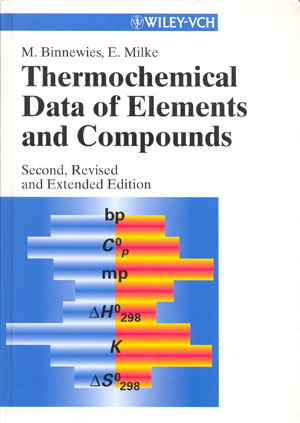 WILEY-VCH
M. Binnewies, E. Milke
Thermochemical
Data of Elements
and Compounds
Second, Revised
and Extended Edition
bp
C⁰p
mp
ΔH⁰298
K
ΔS⁰298